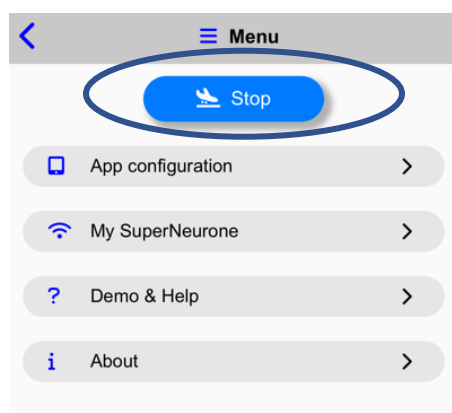 Menu
Stop
App configuration
My SuperNeurone
? Demo & Help
i About